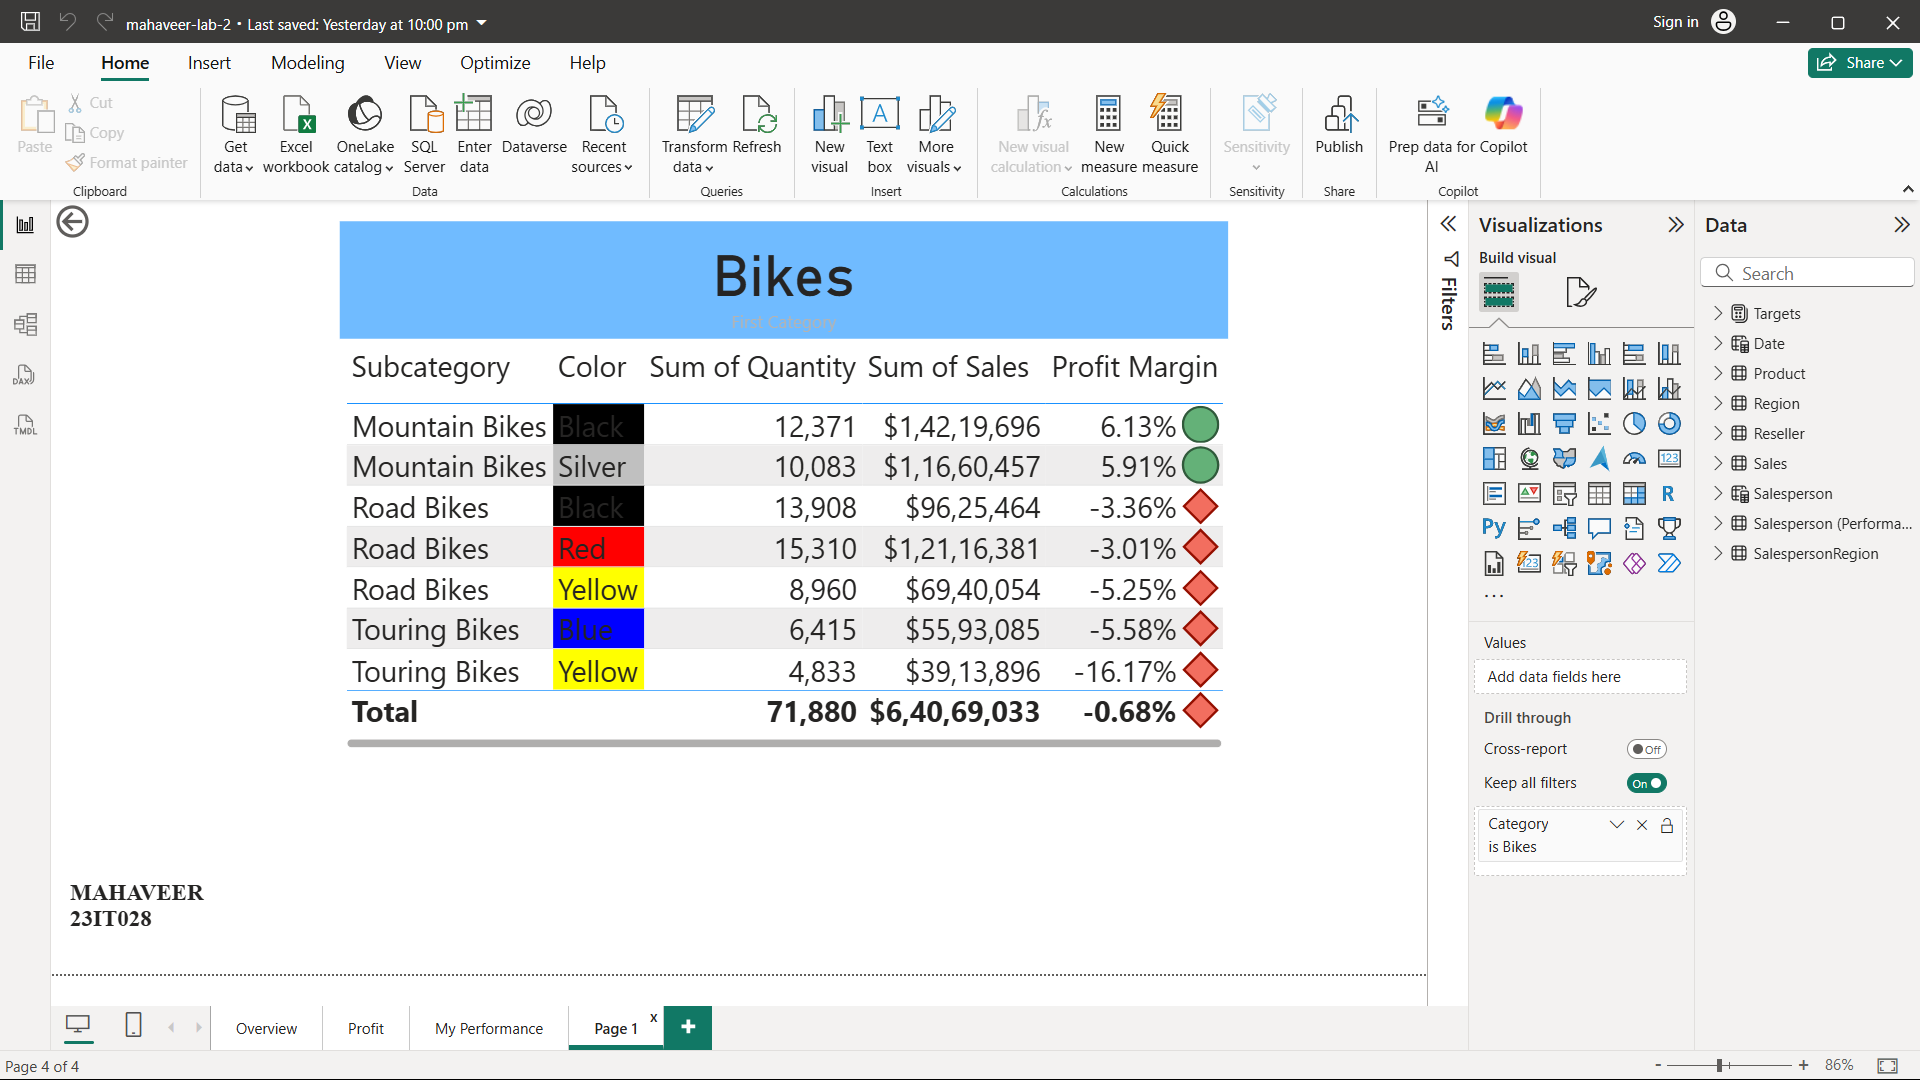 mahaveer-lab-2 • Last saved: Yesterday at 10:00 pm
Sign in
File Home Insert Modeling View Optimize Help
Share
Paste
Cut
Copy
Format painter
Clipboard
Get data
Excel workbook
OneLake catalog
SQL Server
Enter data
Dataverse
Recent sources
Data
Transform data
Refresh
Queries
New visual
Text box
More visuals
Insert
New visual calculation
New measure
Quick measure
Calculations
Sensitivity
Sensitivity
Publish
Share
Prep data for AI
Copilot
Copilot
DAX
TMDL
Bikes
First Category
Subcategory Color Sum of Quantity Sum of Sales Profit Margin
Mountain Bikes Black 12,371 $1,42,19,696 6.13%
Mountain Bikes Silver 10,083 $1,16,60,457 5.91%
Road Bikes Black 13,908 $96,25,464 -3.36%
Road Bikes Red 15,310 $1,21,16,381 -3.01%
Road Bikes Yellow 8,960 $69,40,054 -5.25%
Touring Bikes Blue 6,415 $55,93,085 -5.58%
Touring Bikes Yellow 4,833 $39,13,896 -16.17%
Total 71,880 $6,40,69,033 -0.68%
MAHAVEER
23IT028
Filters
Visualizations
Build visual
123
R
Py
123
...
Values
Add data fields here
Drill through
Cross-report Off
Keep all filters On
Category
is Bikes
Data
Search
Targets
Date
Product
Region
Reseller
Sales
Salesperson
Salesperson (Performa...
SalespersonRegion
Overview Profit My Performance Page 1 x +
Page 4 of 4
- + 86%